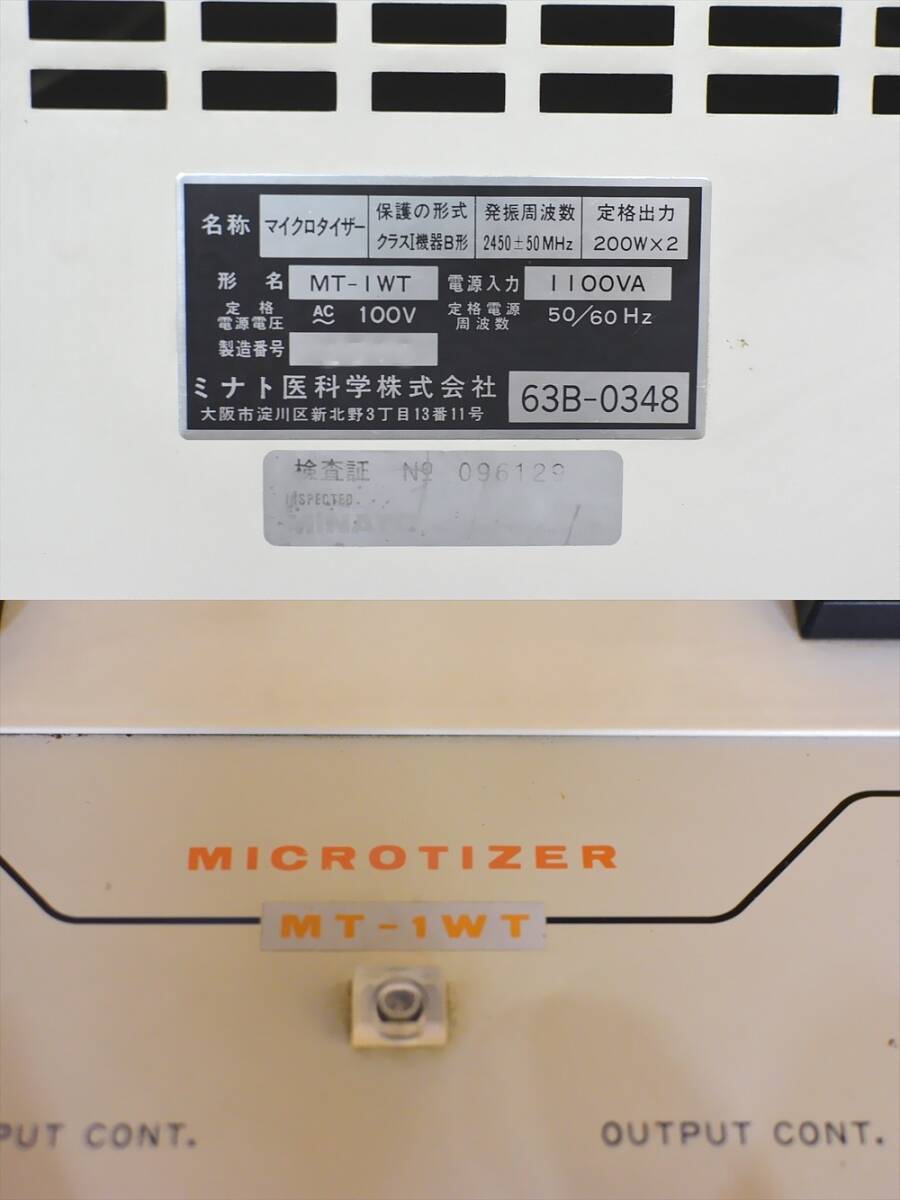 名称 マイクロタイザー 保護の形式 クラスI機器B形 発振周波数 2450±50MHz 定格出力 200W×2
形名 MT-1WT 電源入力 1100VA
定格電源電圧 AC ~ 100V 定格電源周波数 50/60Hz
製造番号
ミナト医科学株式会社
大阪市淀川区新北野3丁目13番11号
63B-0348
検査証 No 096129
INSPECTED
MINATO
MICROTIZER
MT-1WT
PUT CONT.
OUTPUT CONT.